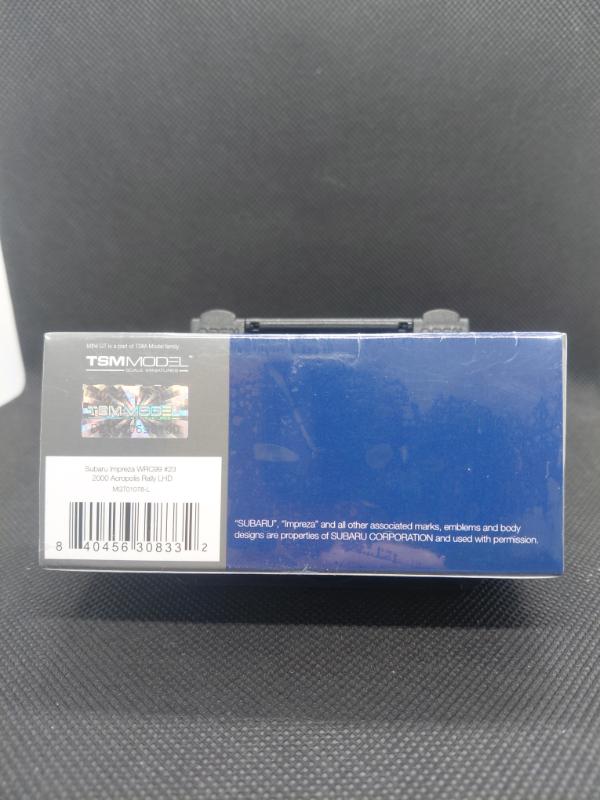 MINI GT is a part of TSM-Model family
TSMMODEL™
SCALE MINIATURES
TSM-MODEL
Subaru Impreza WRC99 #23
2000 Acropolis Rally LHD
MGT01078-L
8 40456 30833 2
"SUBARU", "Impreza" and all other associated marks, emblems and body
designs are properties of SUBARU CORPORATION and used with permission.